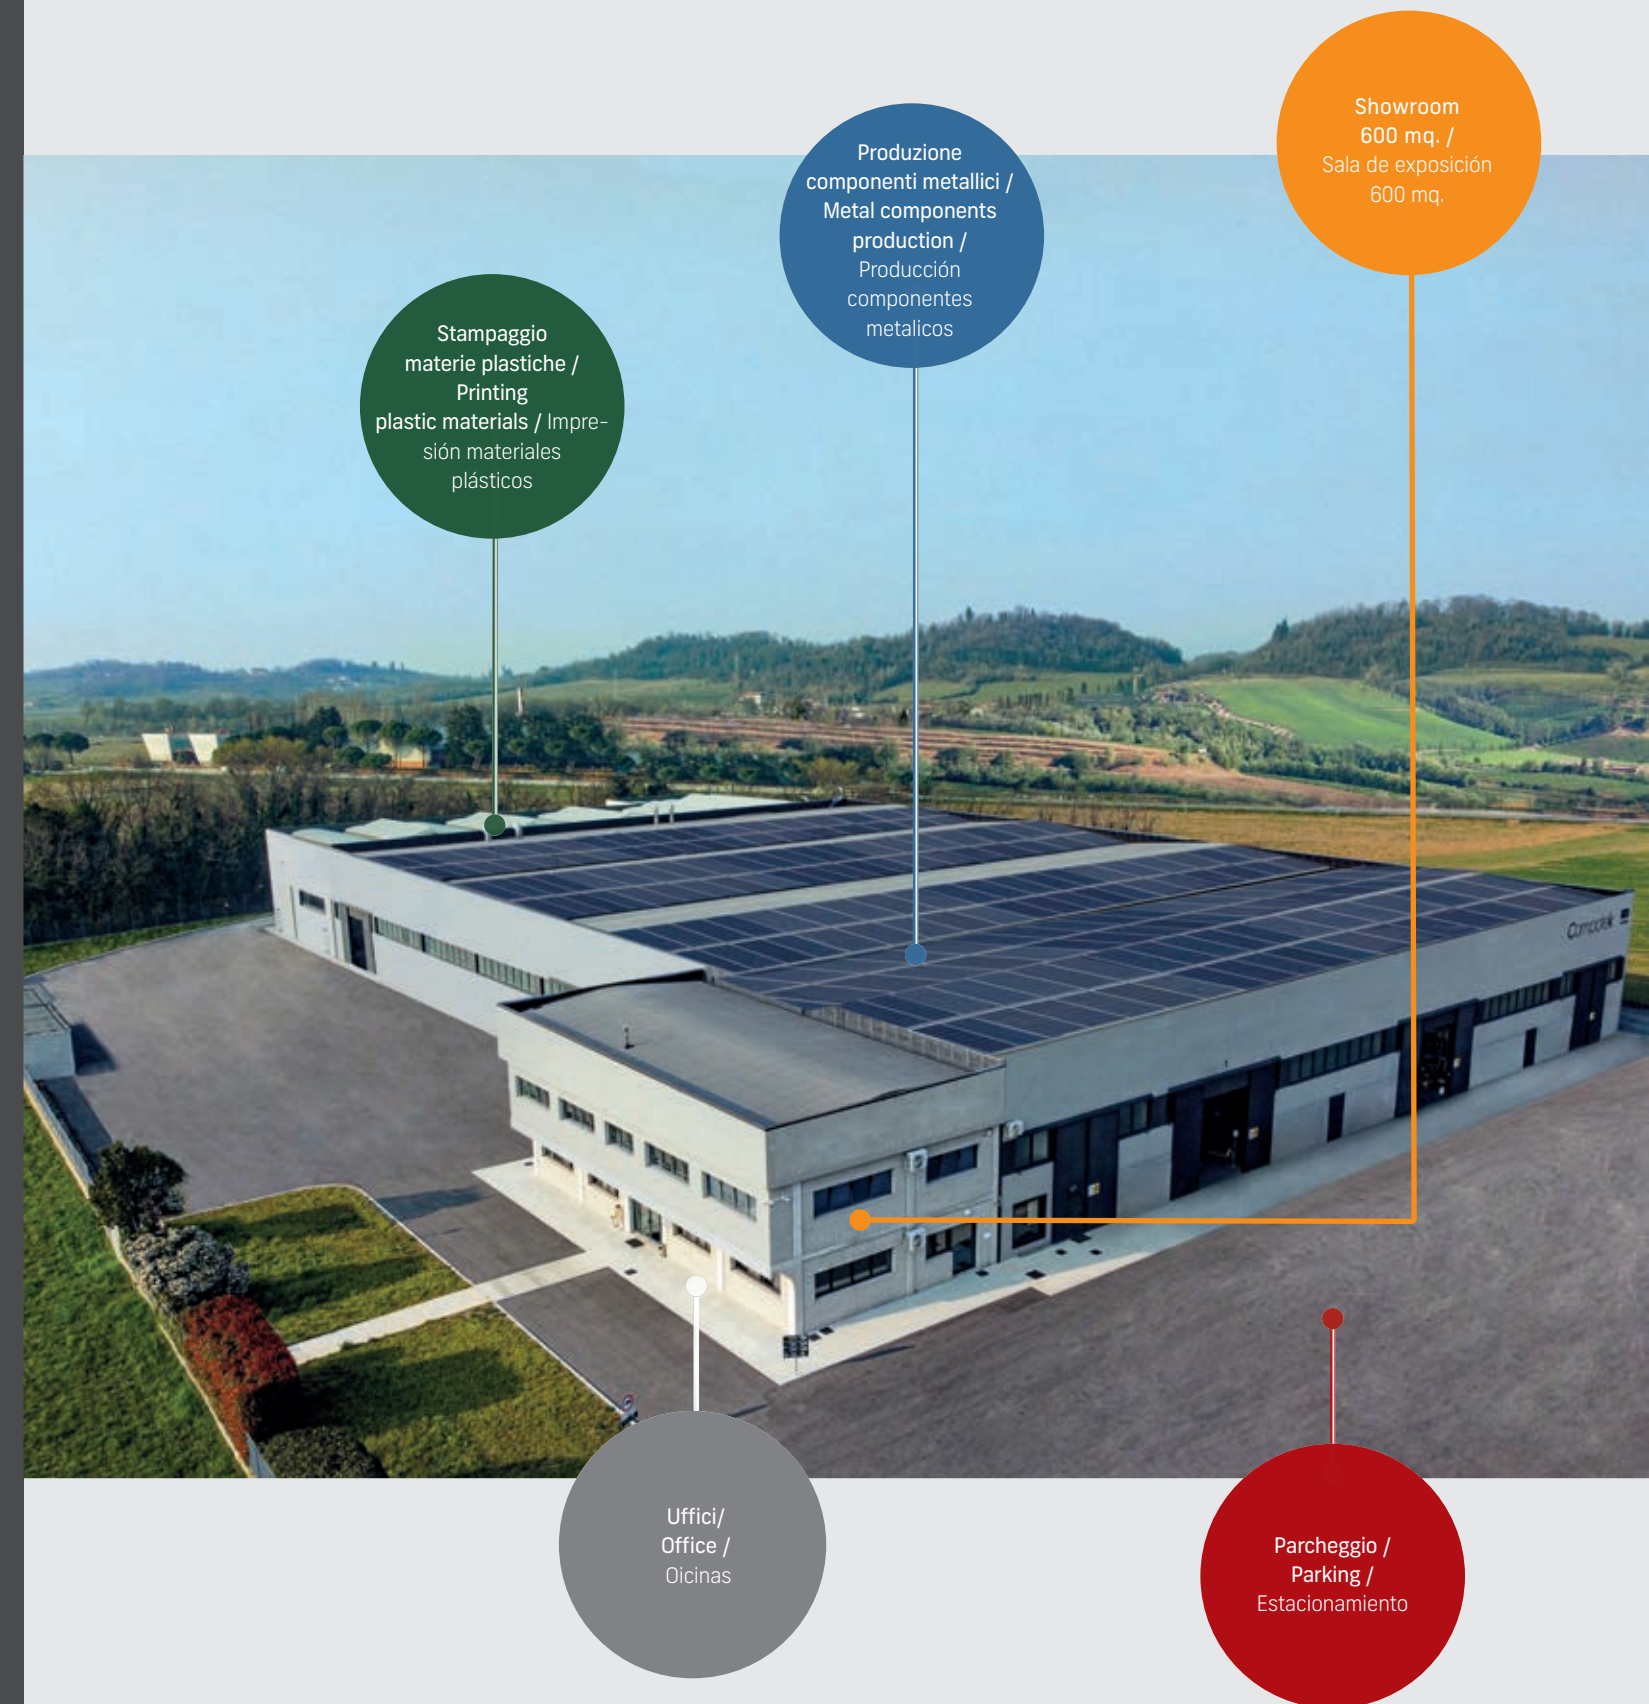 Showroom
600 mq. /
Sala de exposición
600 mq.
Produzione
componenti metallici /
Metal components
production /
Producción
componentes
metalicos
Stampaggio
materie plastiche /
Printing
plastic materials / Impre-
sión materiales
plásticos
Uffici/
Office /
Oicinas
Parcheggio /
Parking /
Estacionamiento